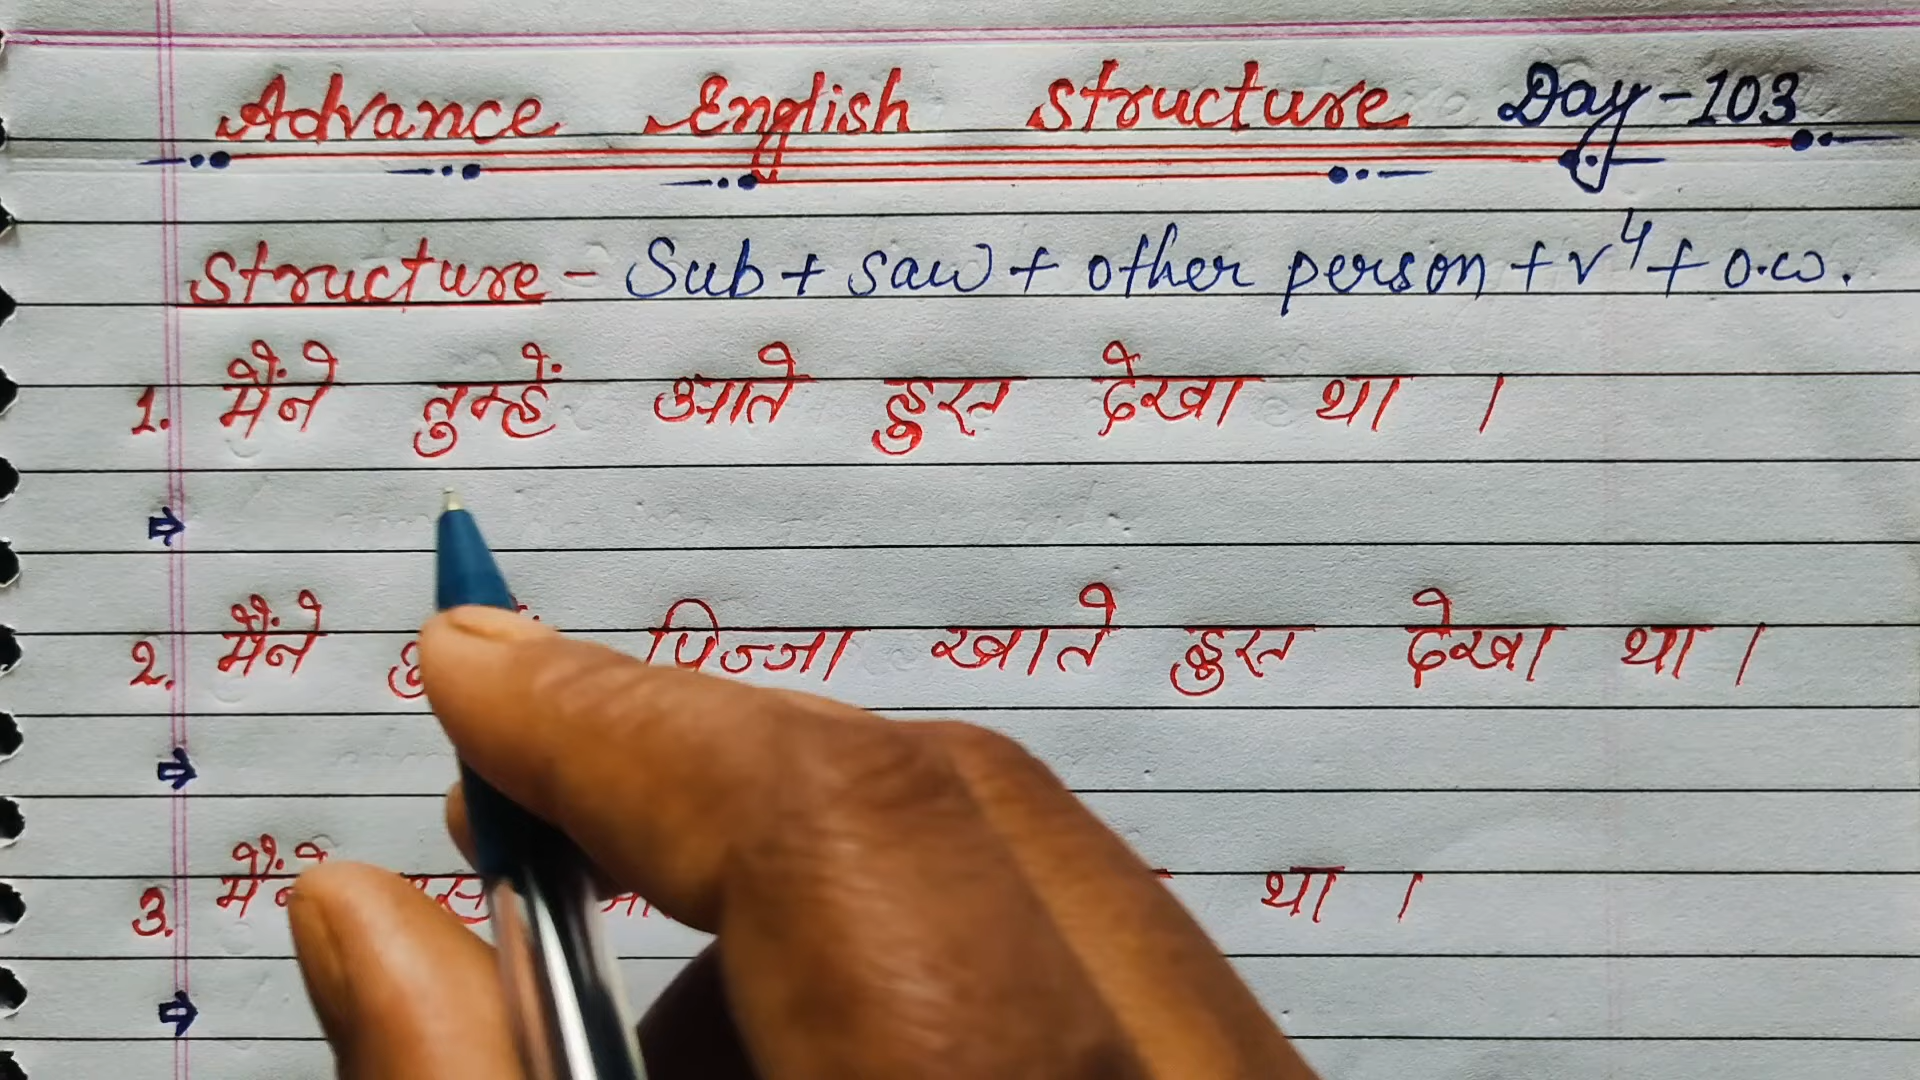 Advance English structure Day-103
Structure - Sub + saw + other person + v⁴ + o.w.
1. मैंने तुम्हें आते हुए देखा था ।
⇨
2. मैंने पिज्जा खाते हुए देखा था ।
⇨
3. मैंने था ।
⇨